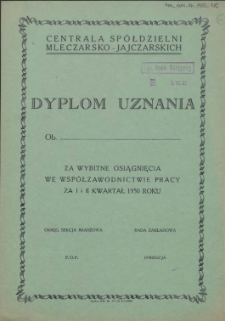 CENTRALA SPÓŁDZIELNI
MLECZARSKO-JAJCZARSKICH
DYPLOM UZNANIA
Ob.
ZA WYBITNE OSIĄGNIĘCIA
WE WSPÓŁZAWODNICTWIE PRACY
ZA I i II KWARTAŁ 1950 ROKU
RADA ZAKŁADOWA
P.O.P.
DYREKCJA